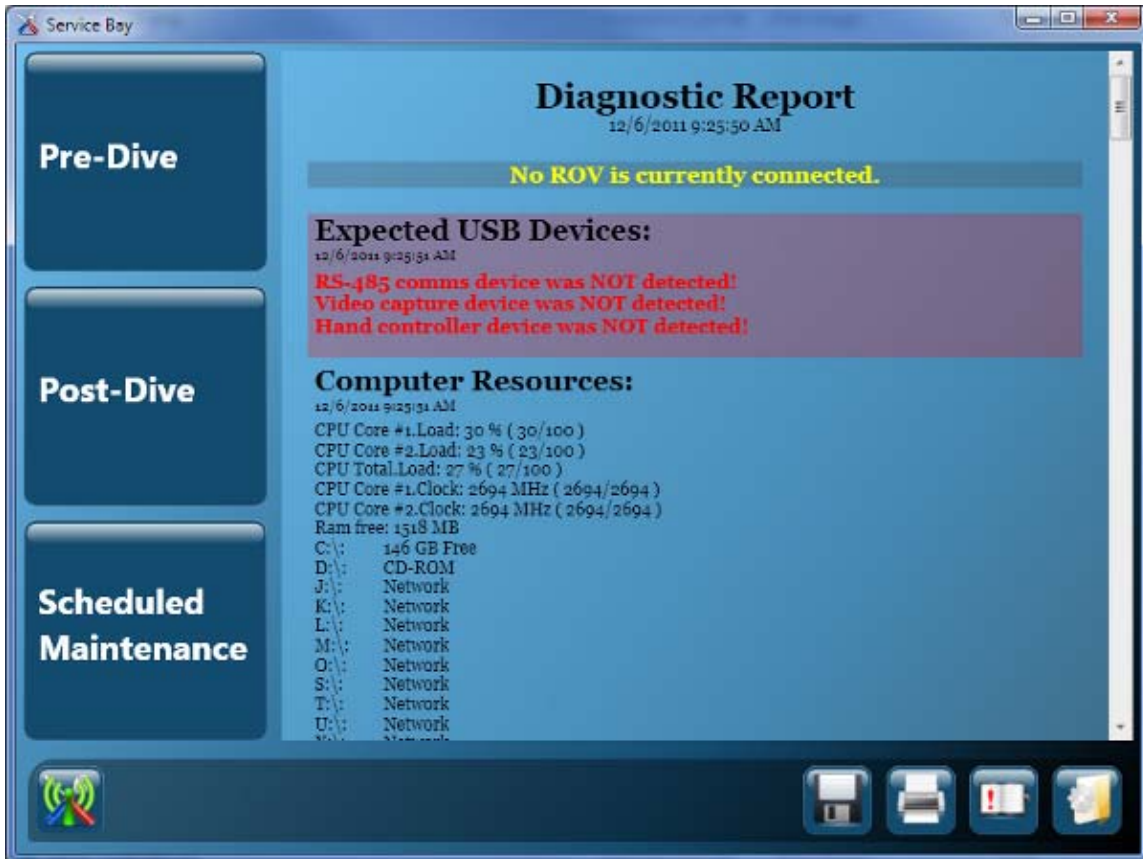 Service Bay
Pre-Dive
Post-Dive
Scheduled
Maintenance
Diagnostic Report
12/6/2011 9:25:50 AM
No ROV is currently connected.
Expected USB Devices:
12/6/2011 9:25:51 AM
RS-485 comms device was NOT detected!
Video capture device was NOT detected!
Hand controller device was NOT detected!
Computer Resources:
12/6/2011 9:25:51 AM
CPU Core #1.Load: 30 % ( 30/100 )
CPU Core #2.Load: 23 % ( 23/100 )
CPU Total.Load: 27 % ( 27/100 )
CPU Core #1.Clock: 2694 MHz ( 2694/2694 )
CPU Core #2.Clock: 2694 MHz ( 2694/2694 )
Ram free: 1518 MB
C:\: 146 GB Free
D:\: CD-ROM
J:\: Network
K:\: Network
L:\: Network
M:\: Network
O:\: Network
S:\: Network
T:\: Network
U:\: Network